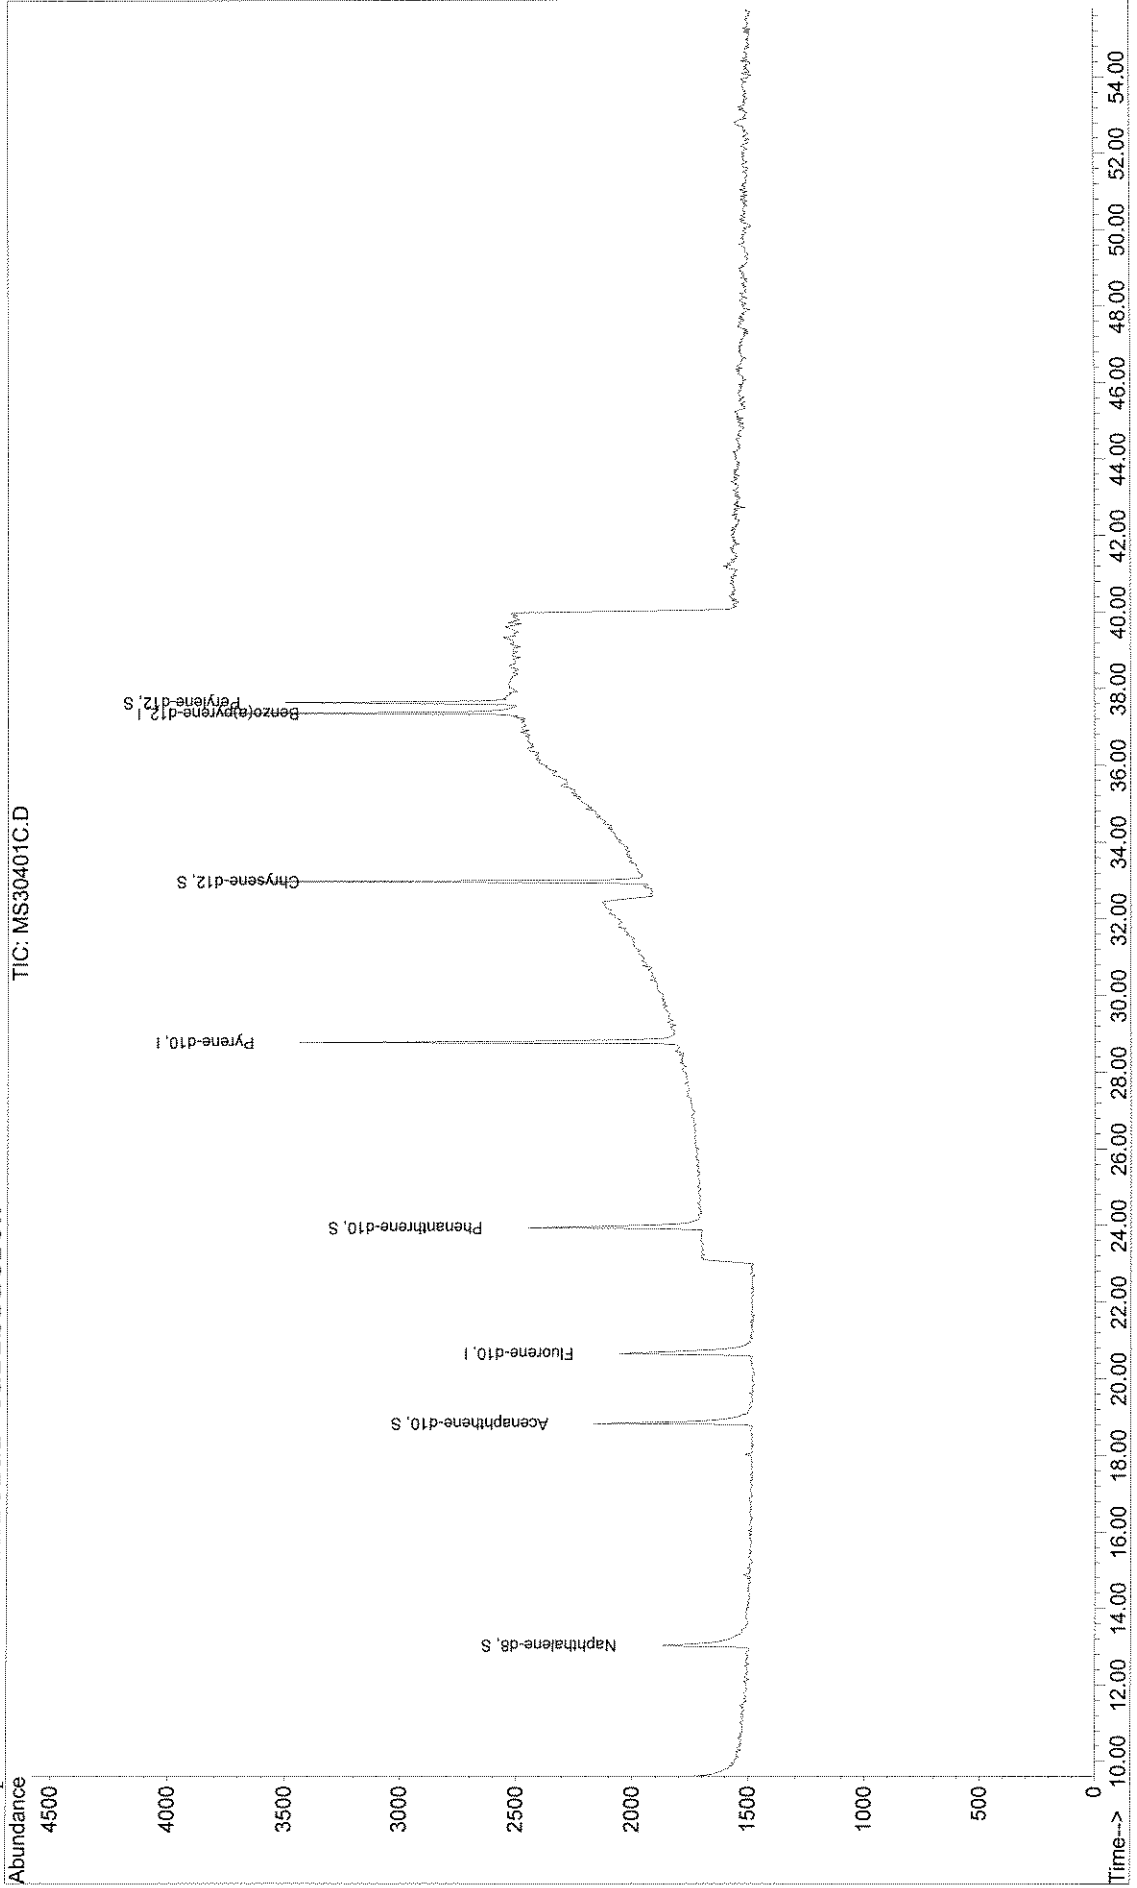 TIC: MS30401C.D
Abundance
4500
4000
3500
3000
2500
2000
1500
1000
500
0
Naphthalene-d8, S
Acenaphthene-d10, S
Fluorene-d10, I
Phenanthrene-d10, S
Pyrene-d10, I
Chrysene-d12, S
Benzo(a)pyrene-d12, I
Perylene-d12, S
Time--> 10.00 12.00 14.00 16.00 18.00 20.00 22.00 24.00 26.00 28.00 30.00 32.00 34.00 36.00 38.00 40.00 42.00 44.00 46.00 48.00 50.00 52.00 54.00